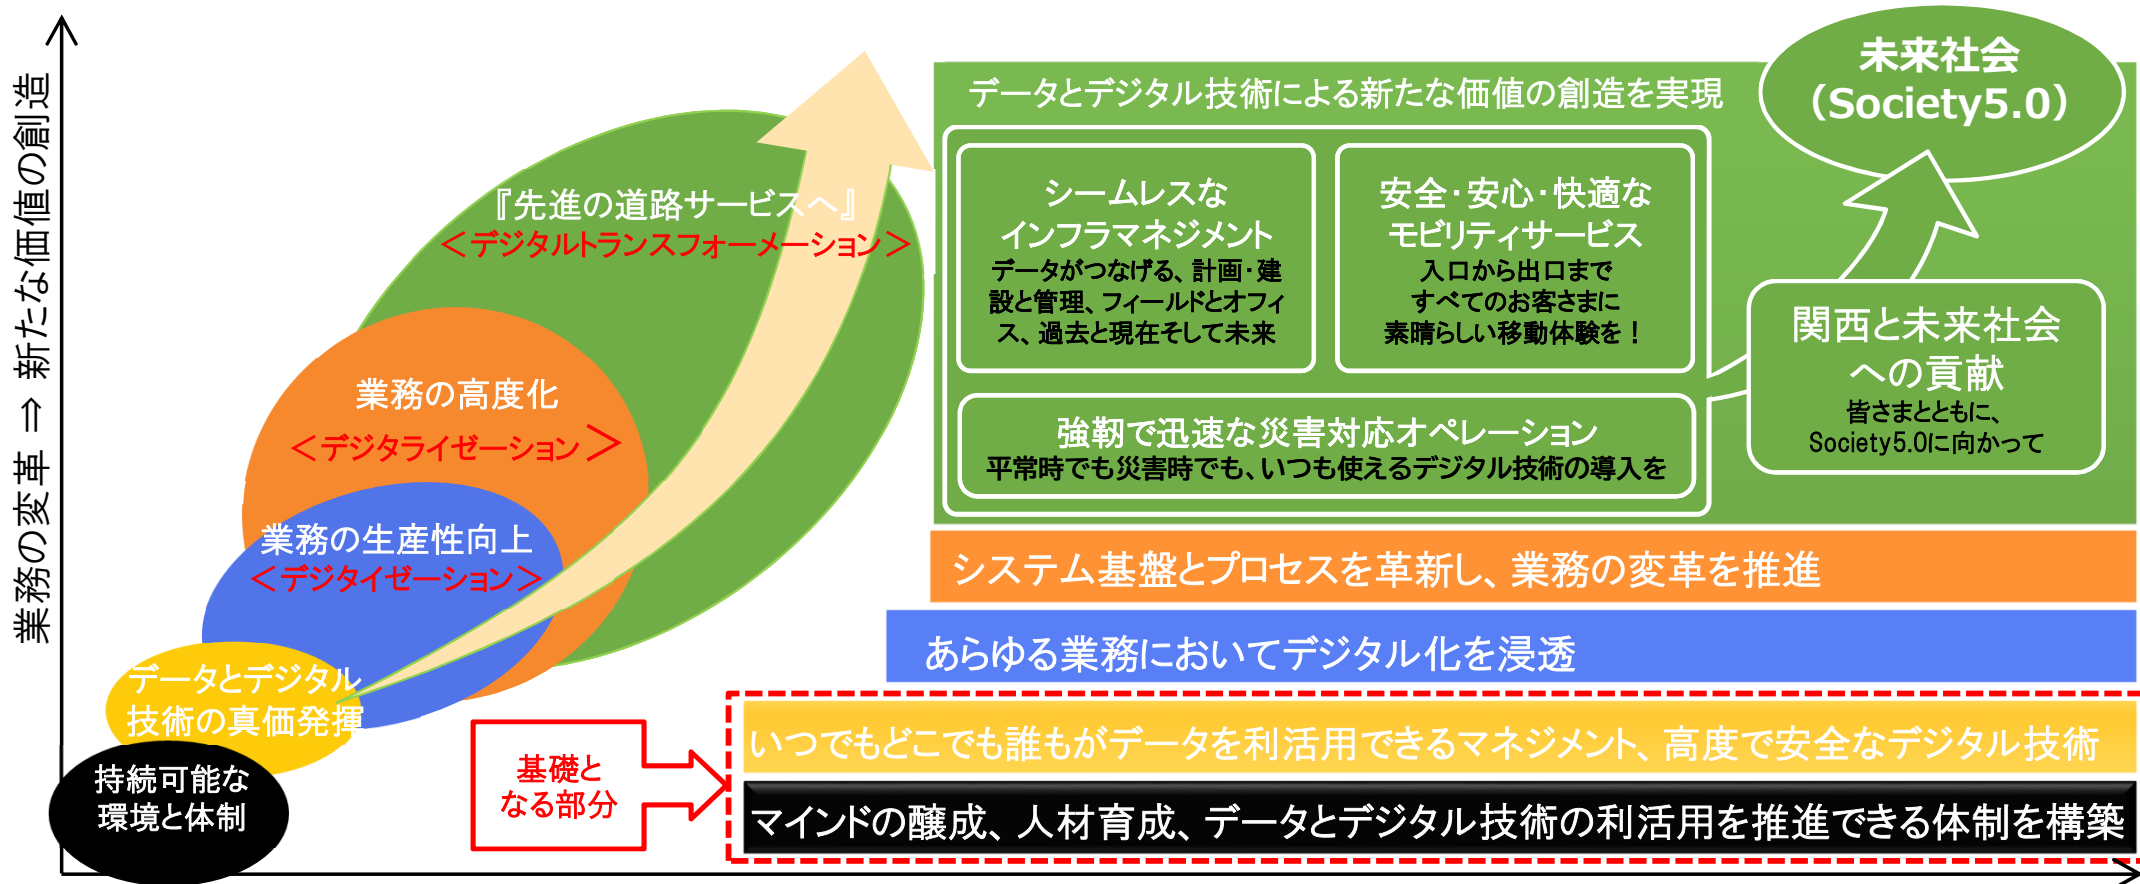 業務の変革 ⇒ 新たな価値の創造
『先進の道路サービスへ』
＜デジタルトランスフォーメーション＞
業務の高度化
＜デジタライゼーション＞
業務の生産性向上
＜デジタイゼーション＞
データとデジタル
技術の真価発揮
持続可能な
環境と体制
データとデジタル技術による新たな価値の創造を実現
未来社会
（Society5.0）
シームレスな
インフラマネジメント
データがつなげる、計画・建
設と管理、フィールドとオフィ
ス、過去と現在そして未来
安全・安心・快適な
モビリティサービス
入口から出口まで
すべてのお客さまに
素晴らしい移動体験を！
強靭で迅速な災害対応オペレーション
平常時でも災害時でも、いつも使えるデジタル技術の導入を
関西と未来社会
への貢献
皆さまとともに、
Society5.0に向かって
システム基盤とプロセスを革新し、業務の変革を推進
あらゆる業務においてデジタル化を浸透
基礎と
なる部分
いつでもどこでも誰もがデータを利活用できるマネジメント、高度で安全なデジタル技術
マインドの醸成、人材育成、データとデジタル技術の利活用を推進できる体制を構築